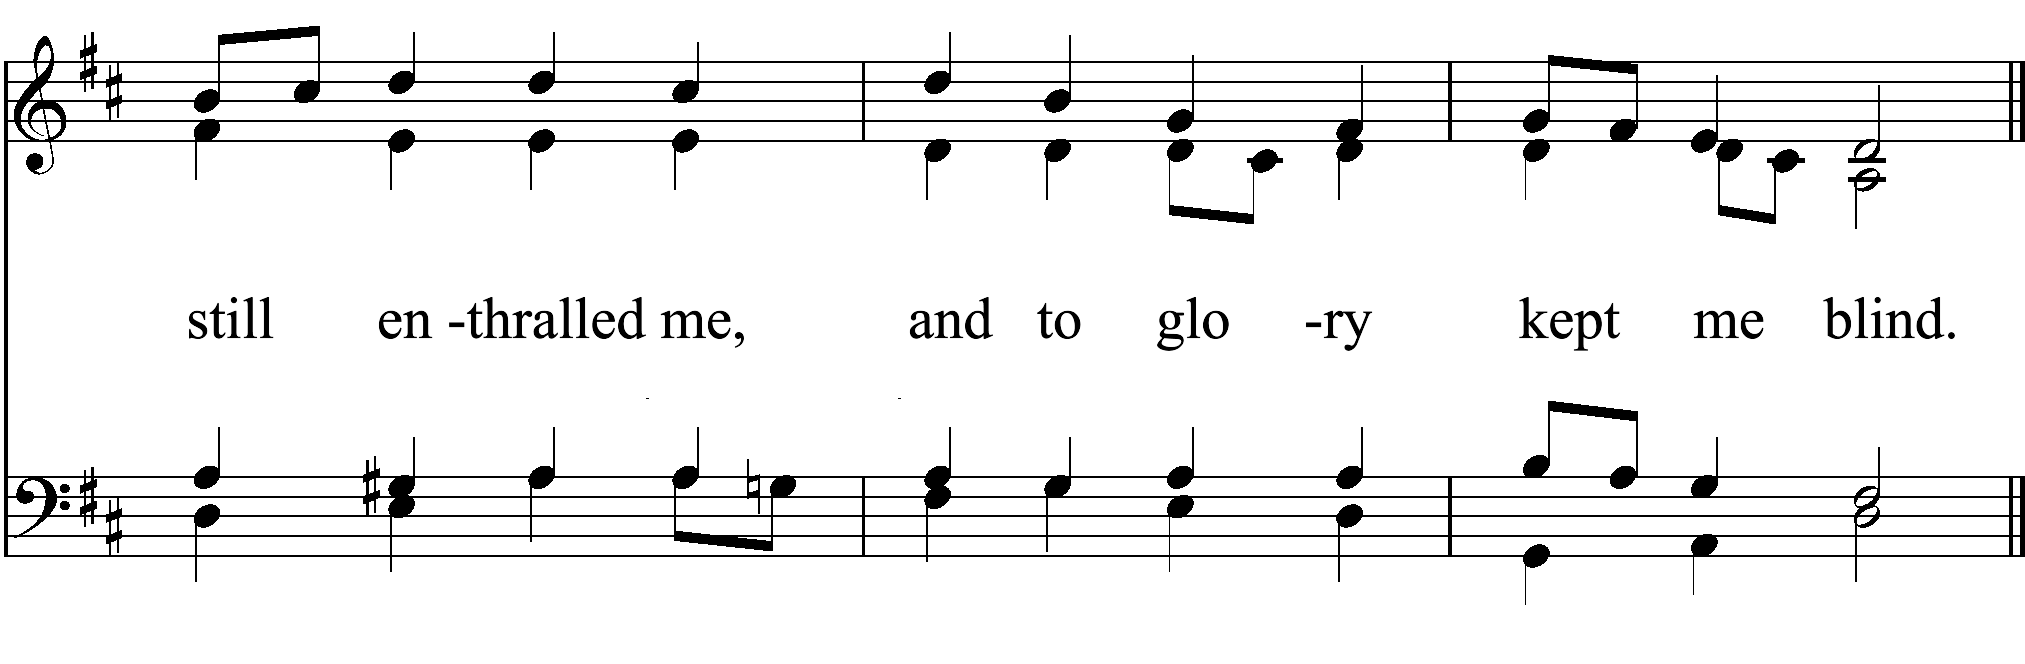 still en -thralled me, and to glo -ry kept me blind.